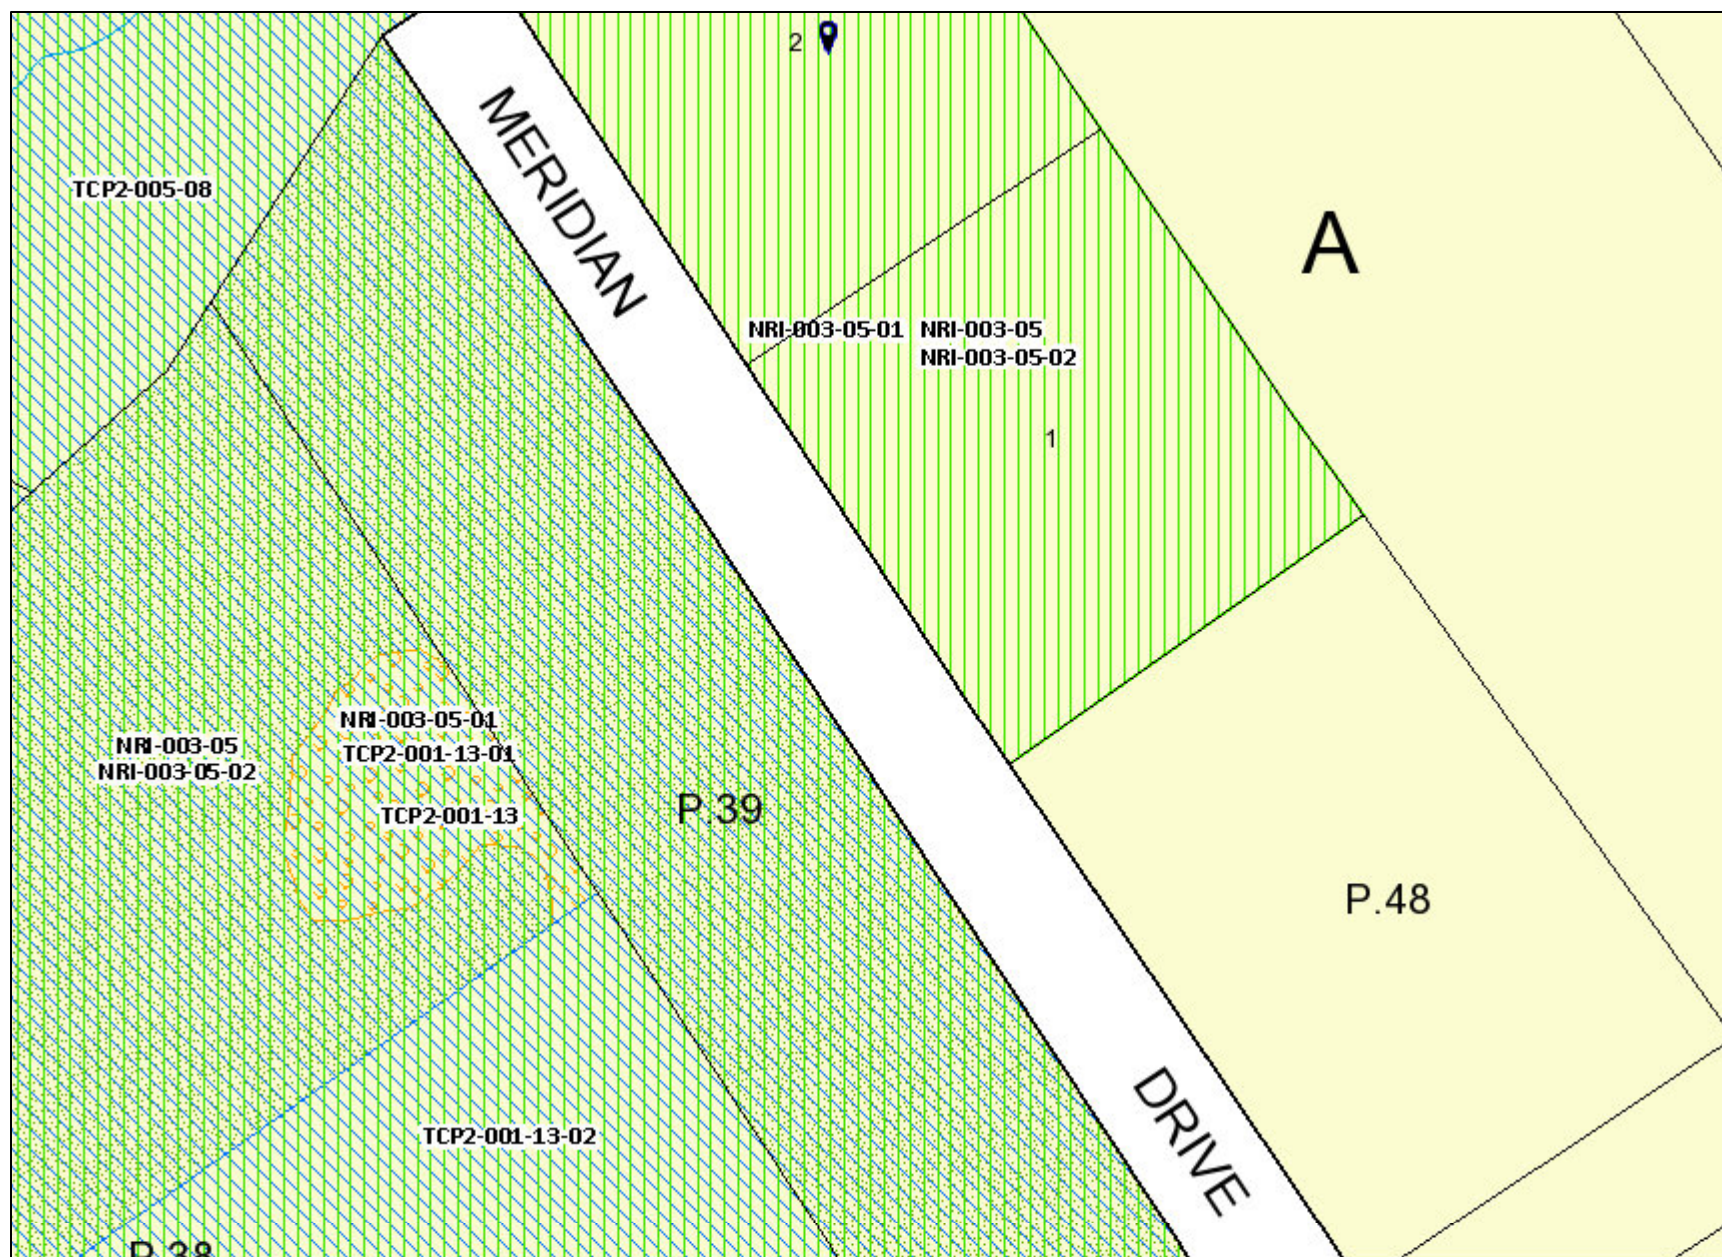 2
MERIDIAN
TCP2-005-08
A
NRI-003-05-01
NRI-003-05
NRI-003-05-02
1
NRI-003-05-01
TCP2-001-13-01
TCP2-001-13
NRI-003-05
NRI-003-05-02
P.39
P.48
DRIVE
TCP2-001-13-02
P.38